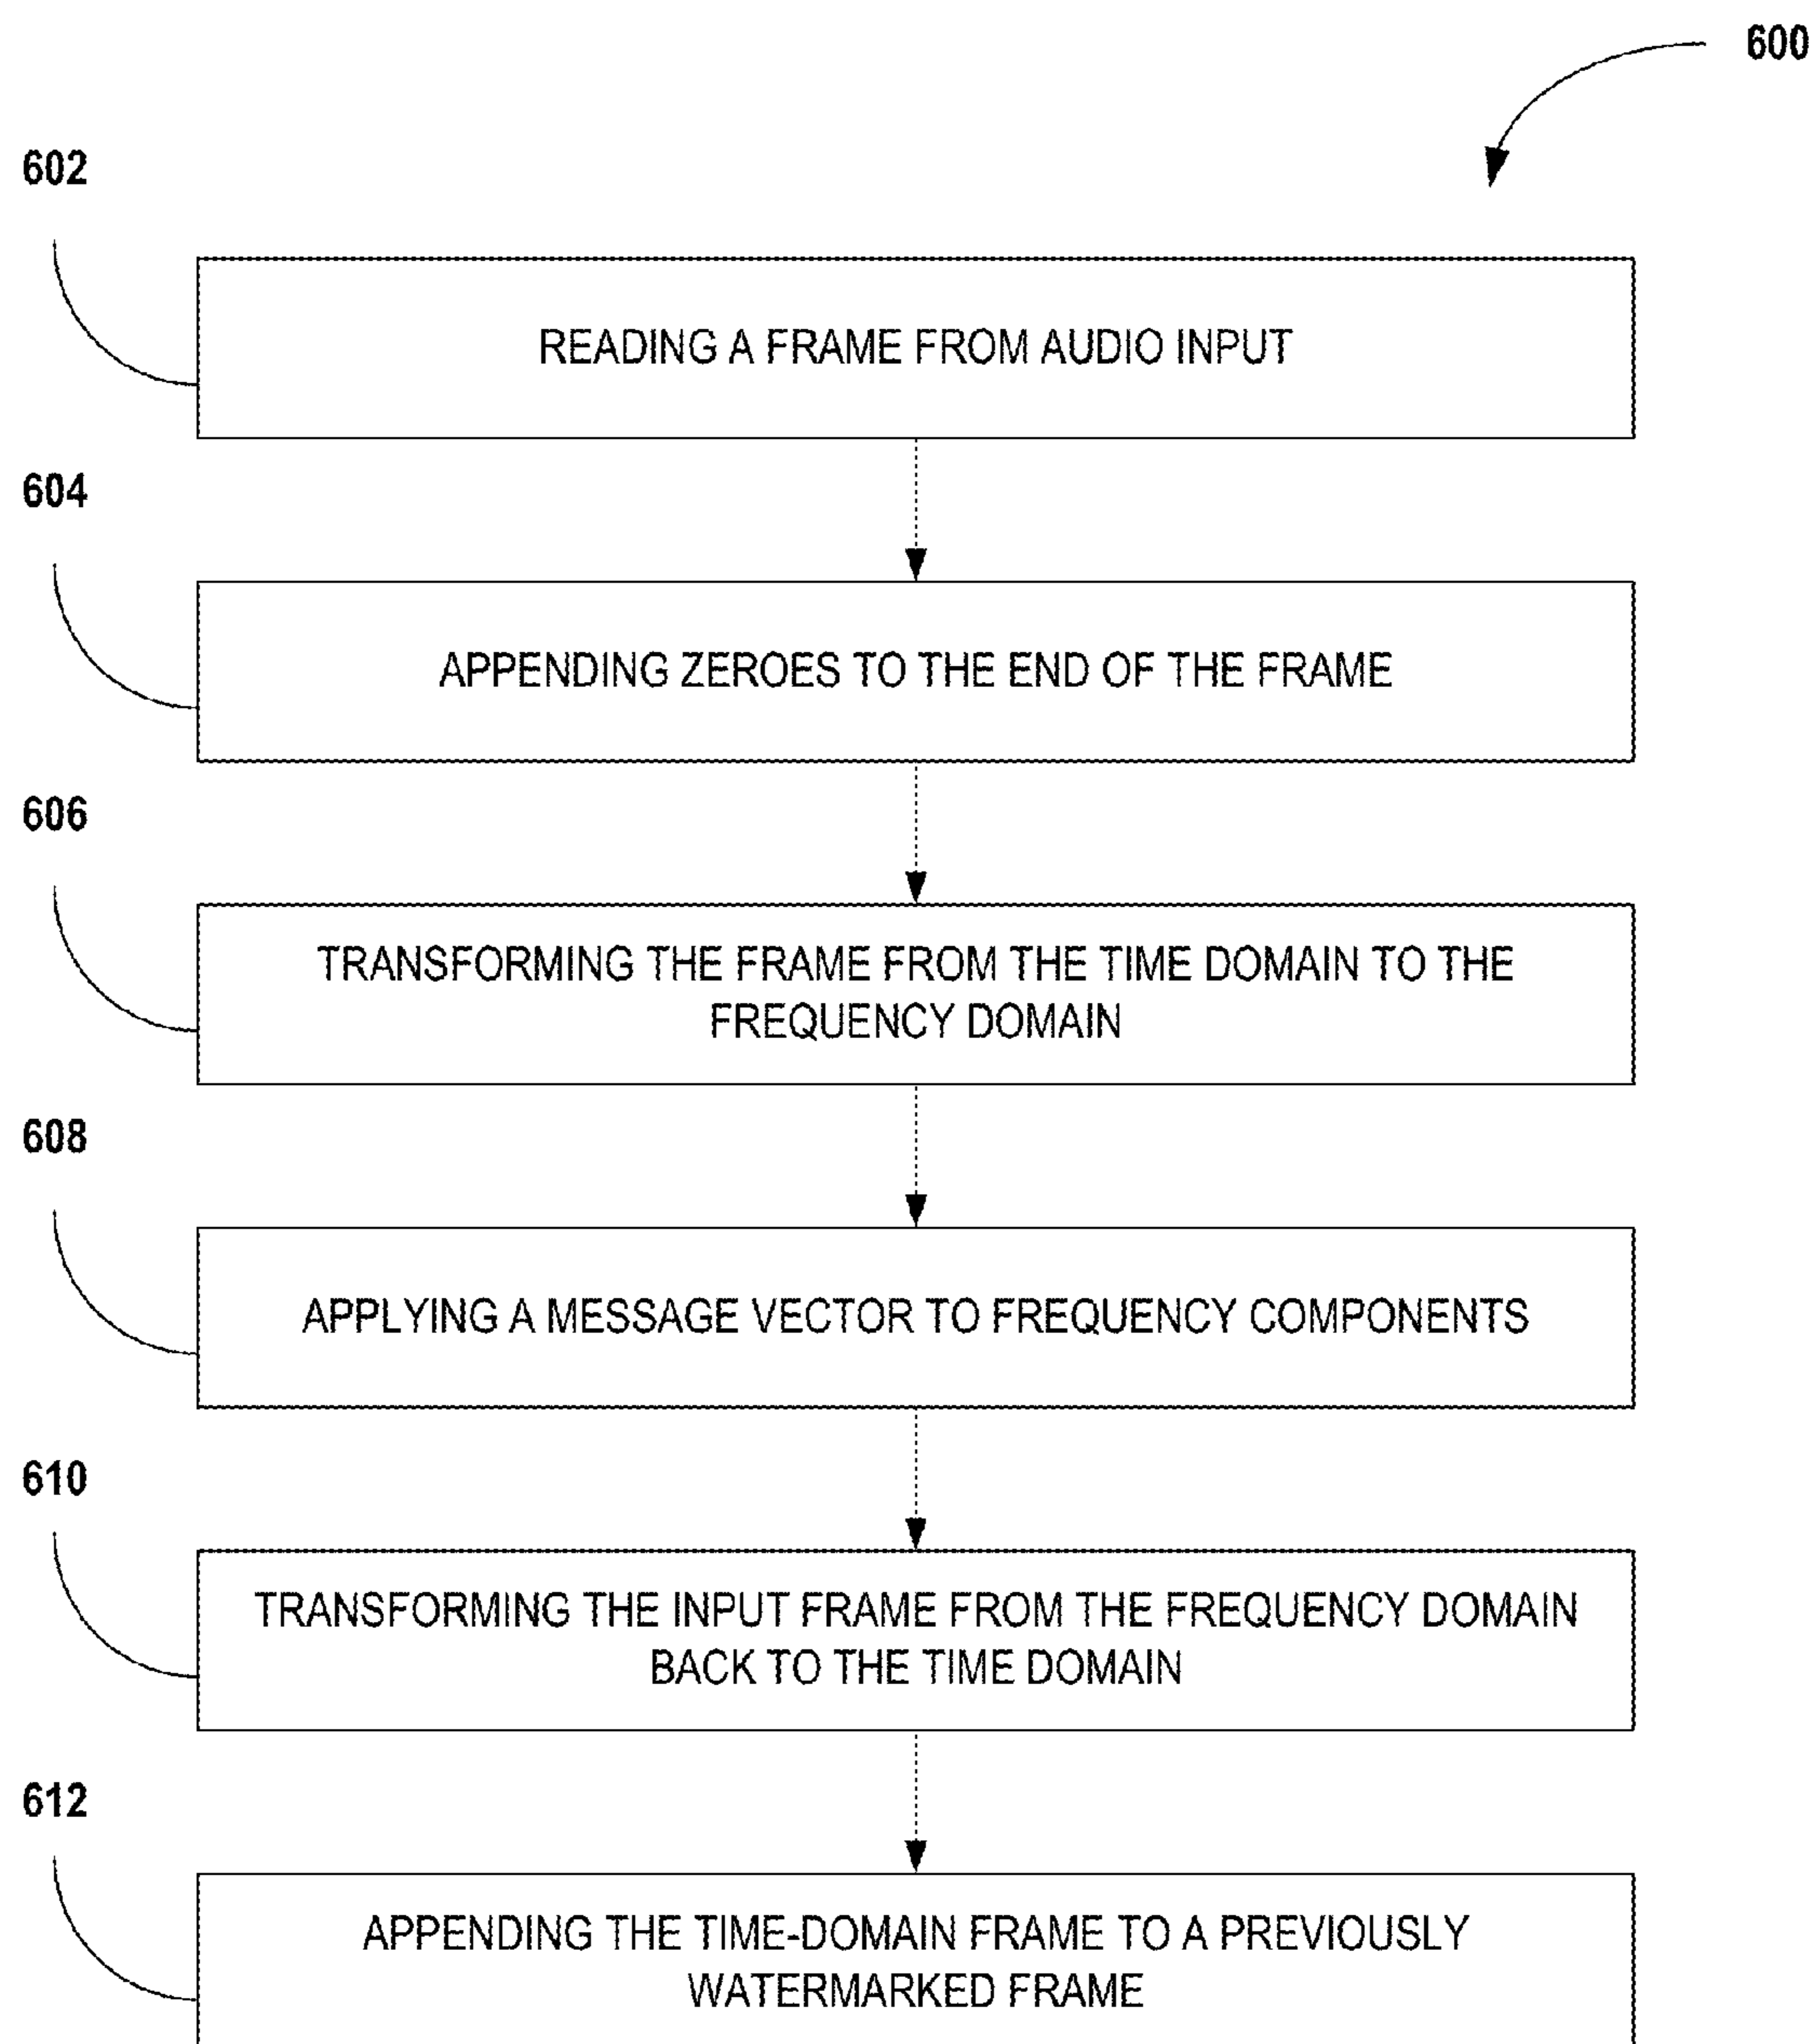 600
602
READING A FRAME FROM AUDIO INPUT
604
APPENDING ZEROES TO THE END OF THE FRAME
606
TRANSFORMING THE FRAME FROM THE TIME DOMAIN TO THE
FREQUENCY DOMAIN
608
APPLYING A MESSAGE VECTOR TO FREQUENCY COMPONENTS
610
TRANSFORMING THE INPUT FRAME FROM THE FREQUENCY DOMAIN
BACK TO THE TIME DOMAIN
612
APPENDING THE TIME-DOMAIN FRAME TO A PREVIOUSLY
WATERMARKED FRAME